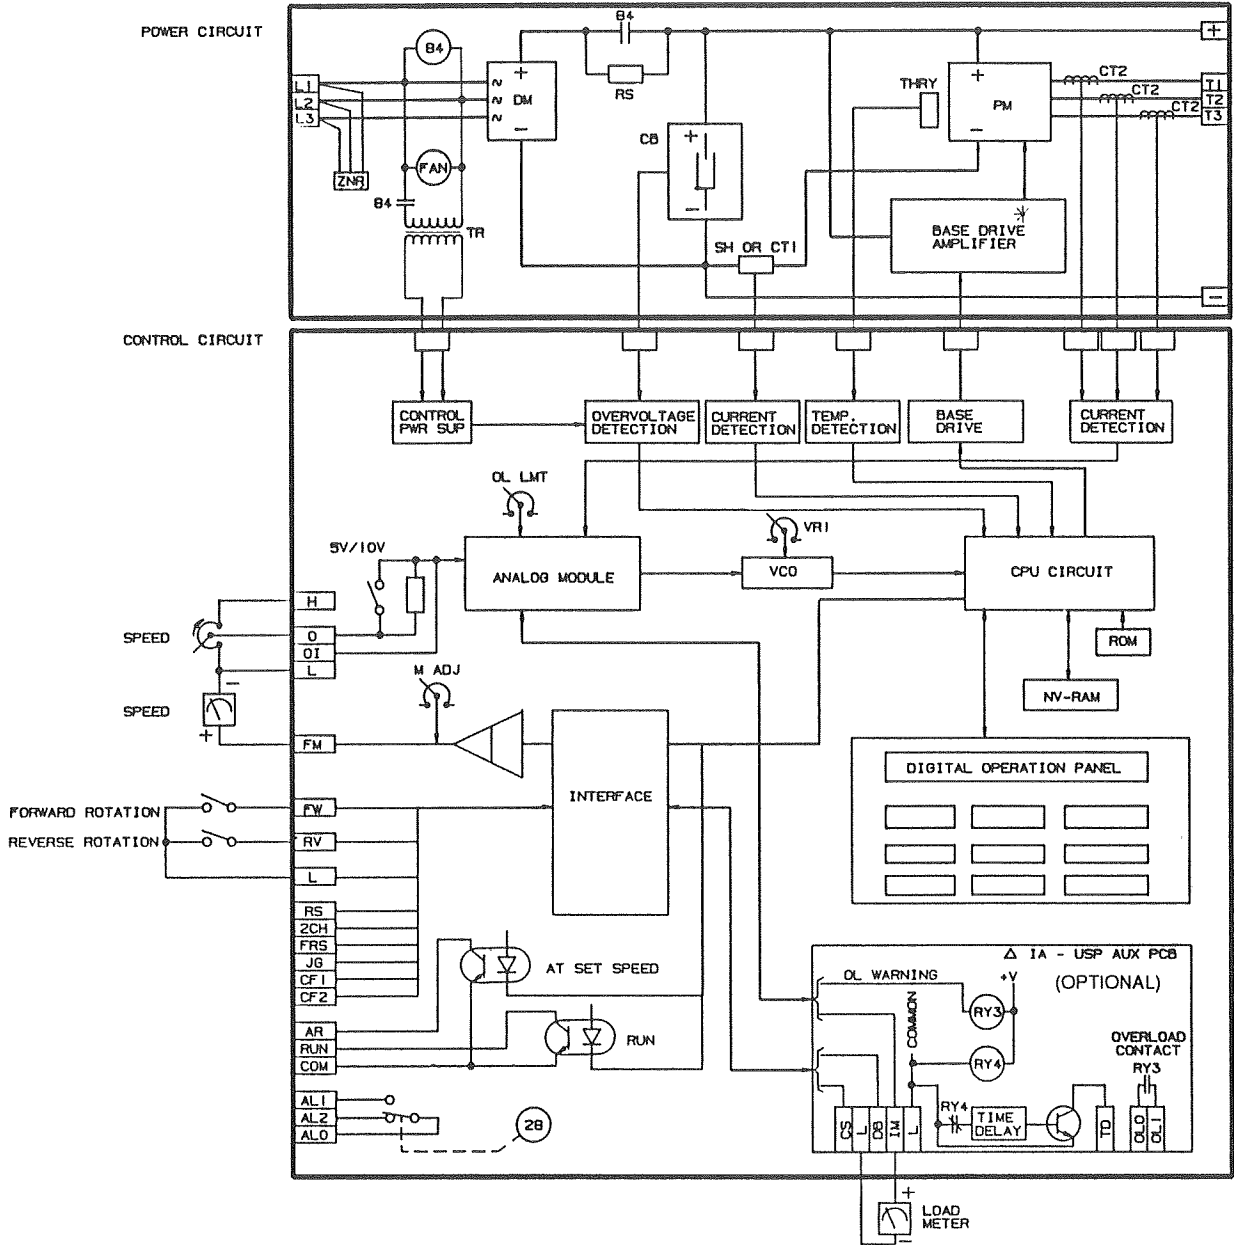 POWER CIRCUIT
84
84
+
L1
L2
L3
+
DM
−
RS
THRY
+
PM
−
CT2
CT2
CT2
T1
T2
T3
ZNR
FAN
84
TR
CB
+
−
SH OR CT1
BASE DRIVE
AMPLIFIER
−
CONTROL CIRCUIT
CONTROL
PWR SUP
OVERVOLTAGE
DETECTION
CURRENT
DETECTION
TEMP.
DETECTION
BASE
DRIVE
CURRENT
DETECTION
OL LMT
VR1
5V/10V
ANALOG MODULE
VCO
CPU CIRCUIT
H
SPEED
O
OI
L
ROM
M ADJ
NV-RAM
−
SPEED
+
FM
DIGITAL OPERATION PANEL
INTERFACE
FORWARD ROTATION
FW
REVERSE ROTATION
RV
L
RS
2CH
FRS
JG
CF1
CF2
AT SET SPEED
AR
RUN
COM
RUN
AL1
AL2
AL0
28
△ IA - USP AUX PCB
(OPTIONAL)
OL WARNING
+V
COMMON
RY3
RY4
OVERLOAD
CONTACT
RY3
RY4
TIME
DELAY
CS
L
DB
IM
L
TD
OL0
OL1
+
LOAD
METER
−